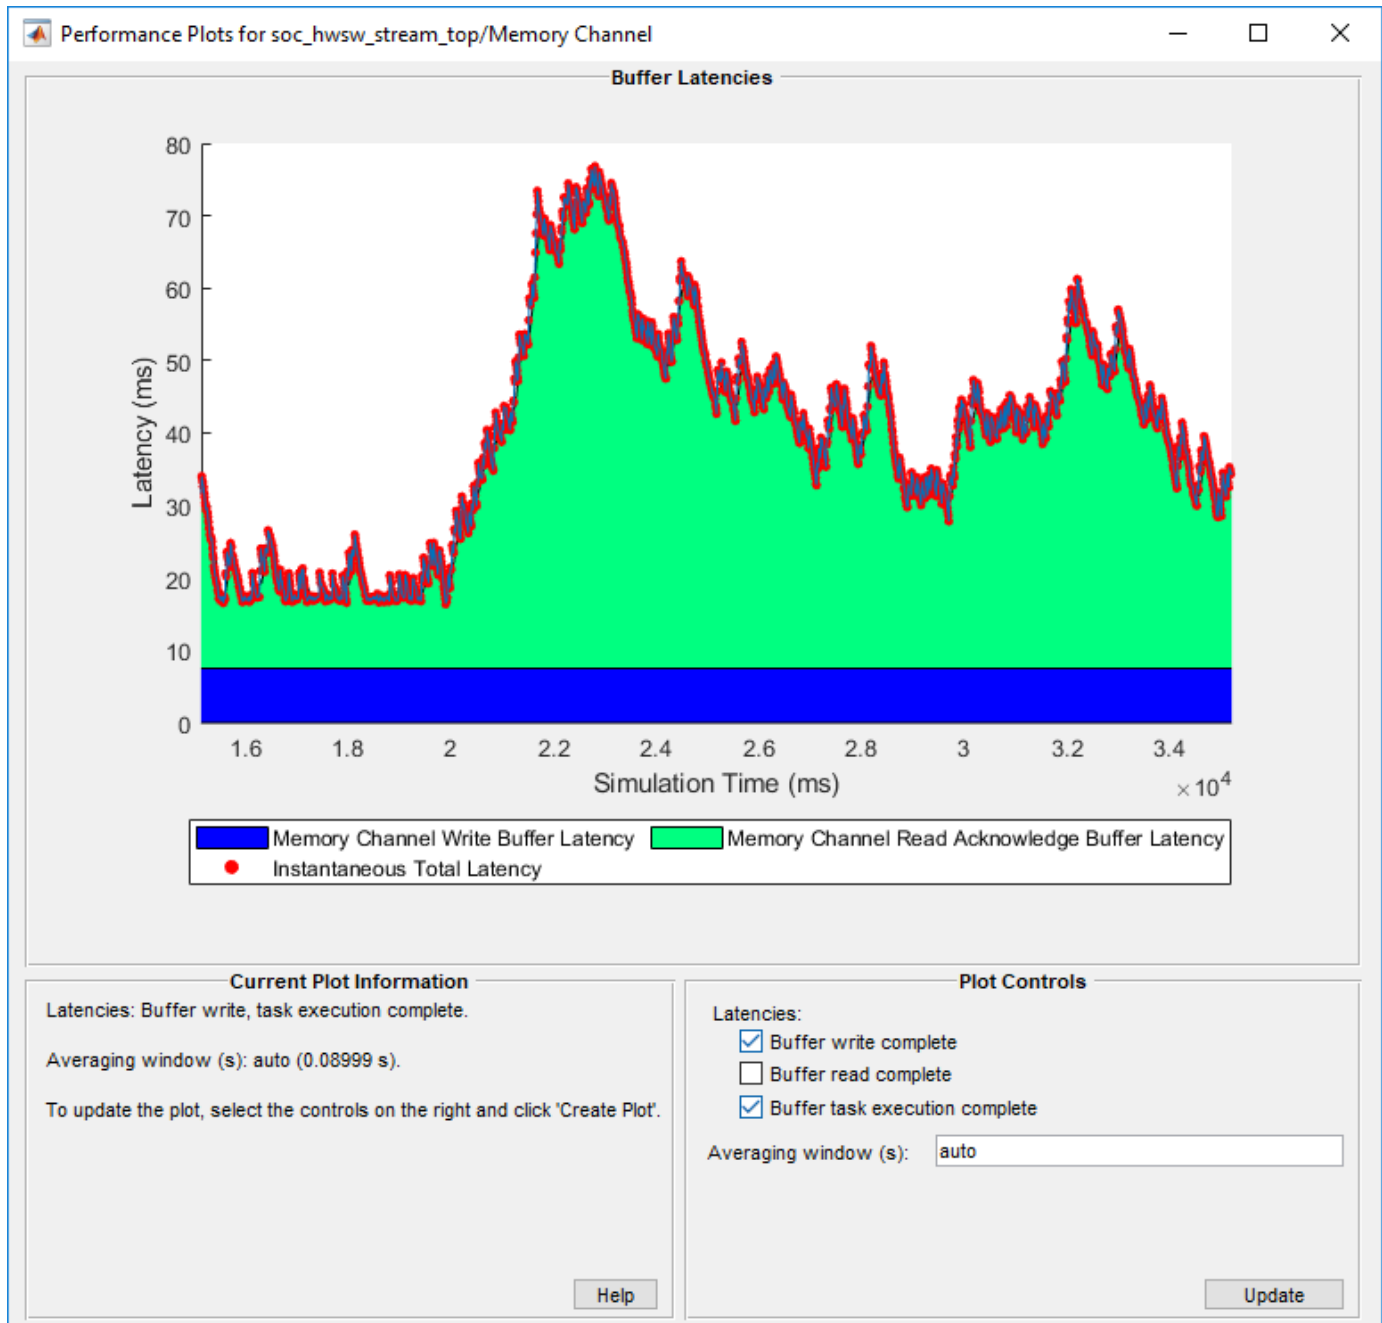 Performance Plots for soc_hwsw_stream_top/Memory Channel
Buffer Latencies
80
70
60
50
40
30
20
10
0
Latency (ms)
1.6 1.8 2 2.2 2.4 2.6 2.8 3 3.2 3.4
Simulation Time (ms)
×10^4
Memory Channel Write Buffer Latency Memory Channel Read Acknowledge Buffer Latency
Instantaneous Total Latency
Current Plot Information
Latencies: Buffer write, task execution complete.
Averaging window (s): auto (0.08999 s).
To update the plot, select the controls on the right and click 'Create Plot'.
Help
Plot Controls
Latencies:
Buffer write complete
Buffer read complete
Buffer task execution complete
Averaging window (s): auto
Update